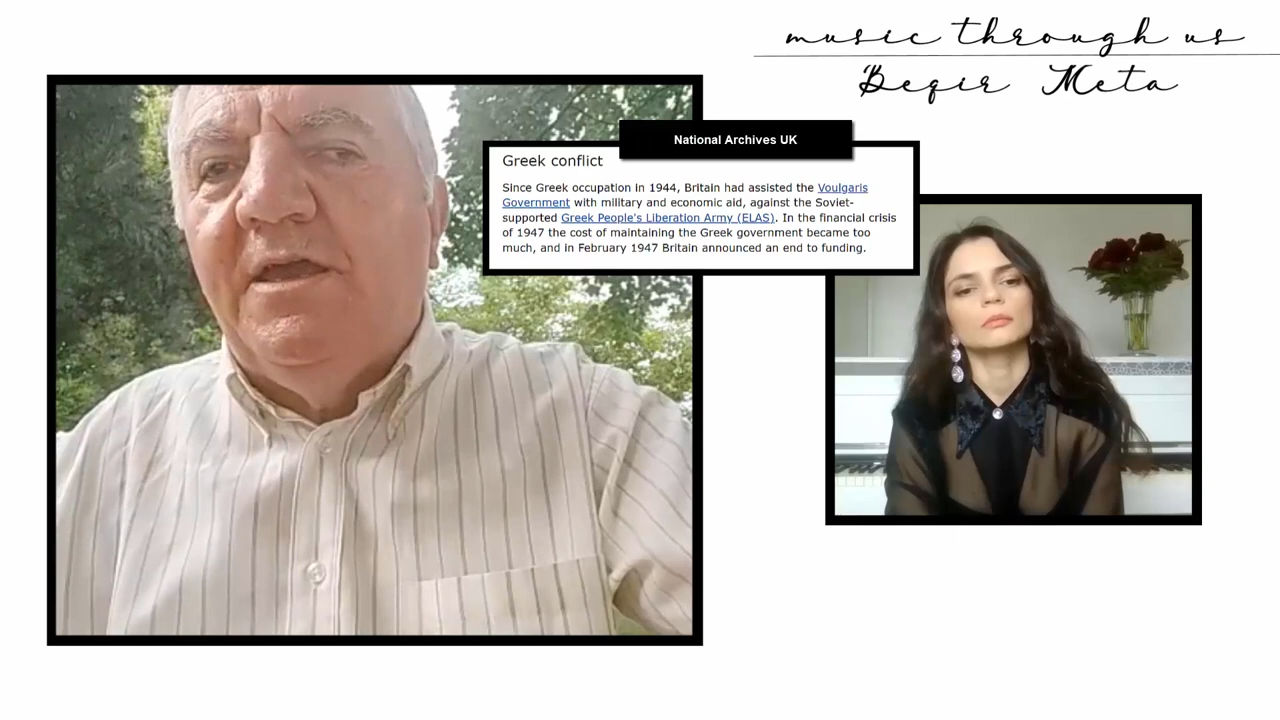 music through us
Beqir Meta
National Archives UK
Greek conflict
Since Greek occupation in 1944, Britain had assisted the Voulgaris
Government with military and economic aid, against the Soviet-
supported Greek People's Liberation Army (ELAS). In the financial crisis
of 1947 the cost of maintaining the Greek government became too
much, and in February 1947 Britain announced an end to funding.